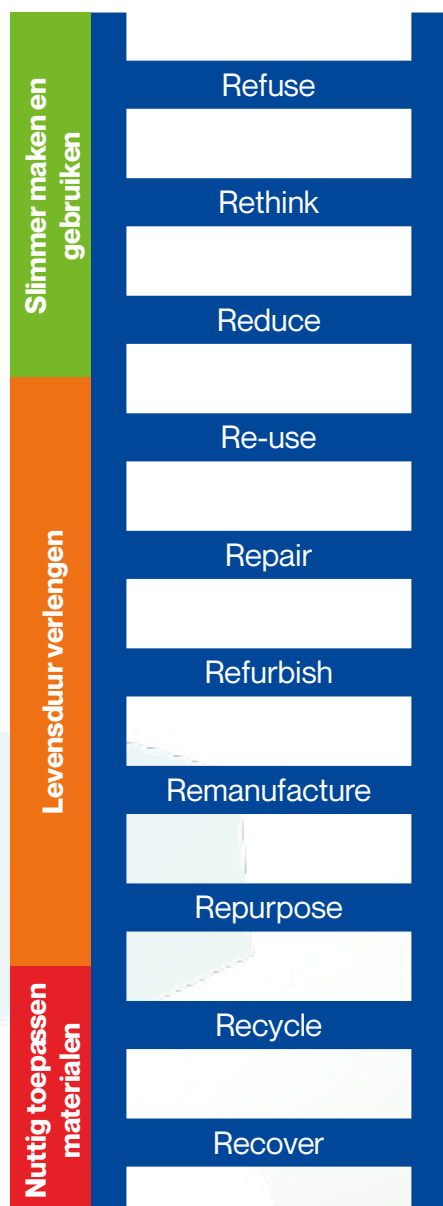 Slimmer maken en
gebruiken
Refuse
Rethink
Reduce
Levensduur verlengen
Re-use
Repair
Refurbish
Remanufacture
Repurpose
Nuttig toepassen
materialen
Recycle
Recover